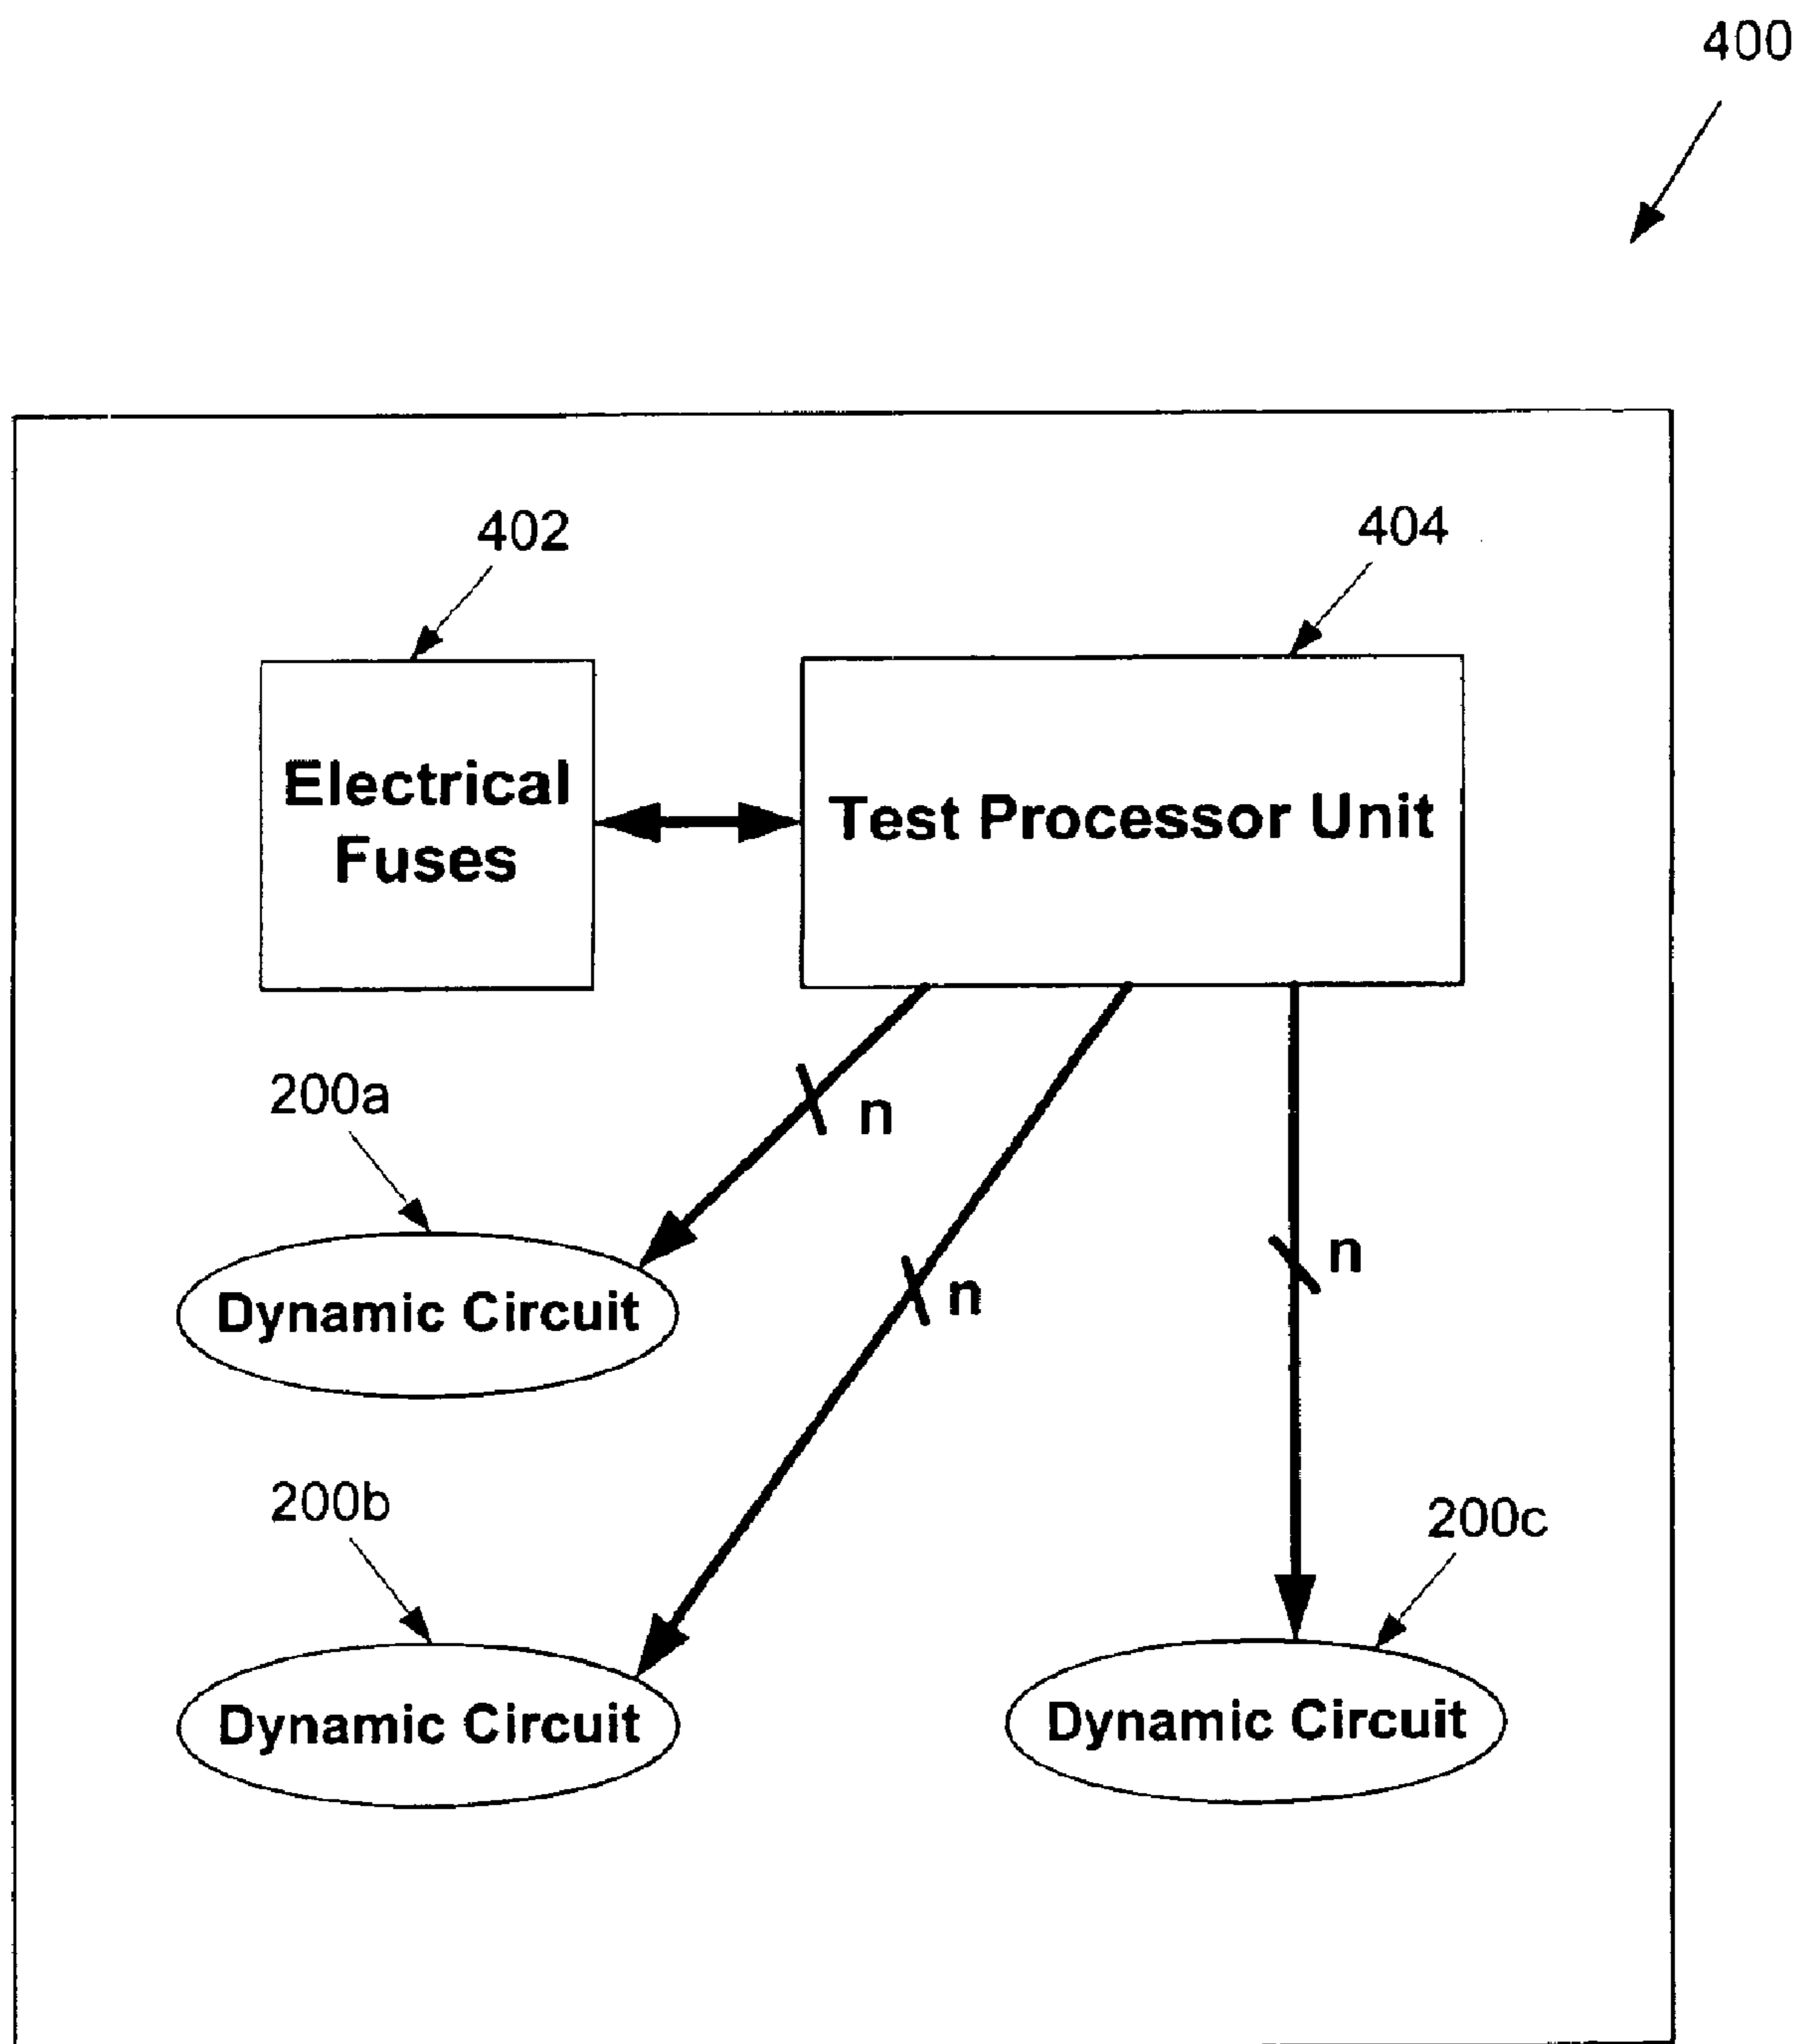 400
402
404
Electrical
Fuses
Test Processor Unit
200a
n
Dynamic Circuit
n
n
200b
200c
Dynamic Circuit
Dynamic Circuit